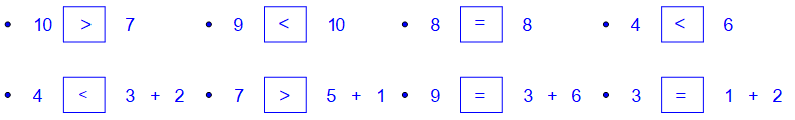 • 10 > 7 • 9 < 10 • 8 = 8 • 4 < 6
• 4 < 3 + 2 • 7 > 5 + 1 • 9 = 3 + 6 • 3 = 1 + 2